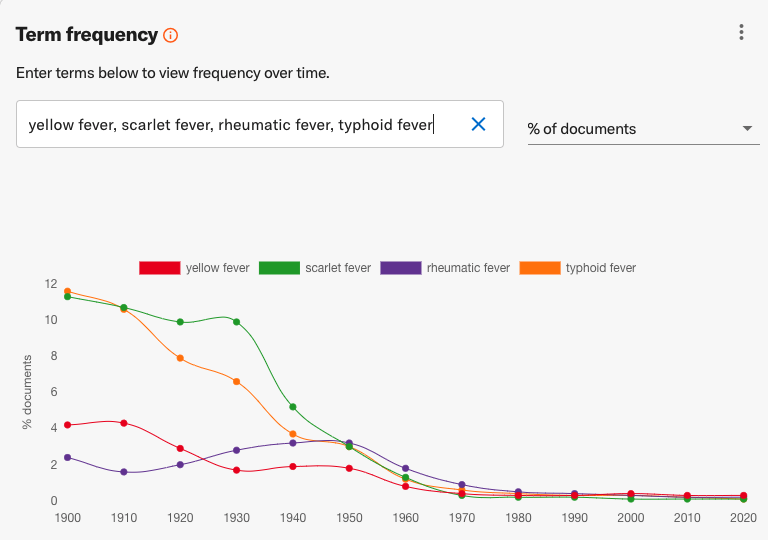 Term frequency
Enter terms below to view frequency over time.
yellow fever, scarlet fever, rheumatic fever, typhoid fever
% of documents
yellow fever scarlet fever rheumatic fever typhoid fever
% documents
12
10
8
6
4
2
0
1900 1910 1920 1930 1940 1950 1960 1970 1980 1990 2000 2010 2020